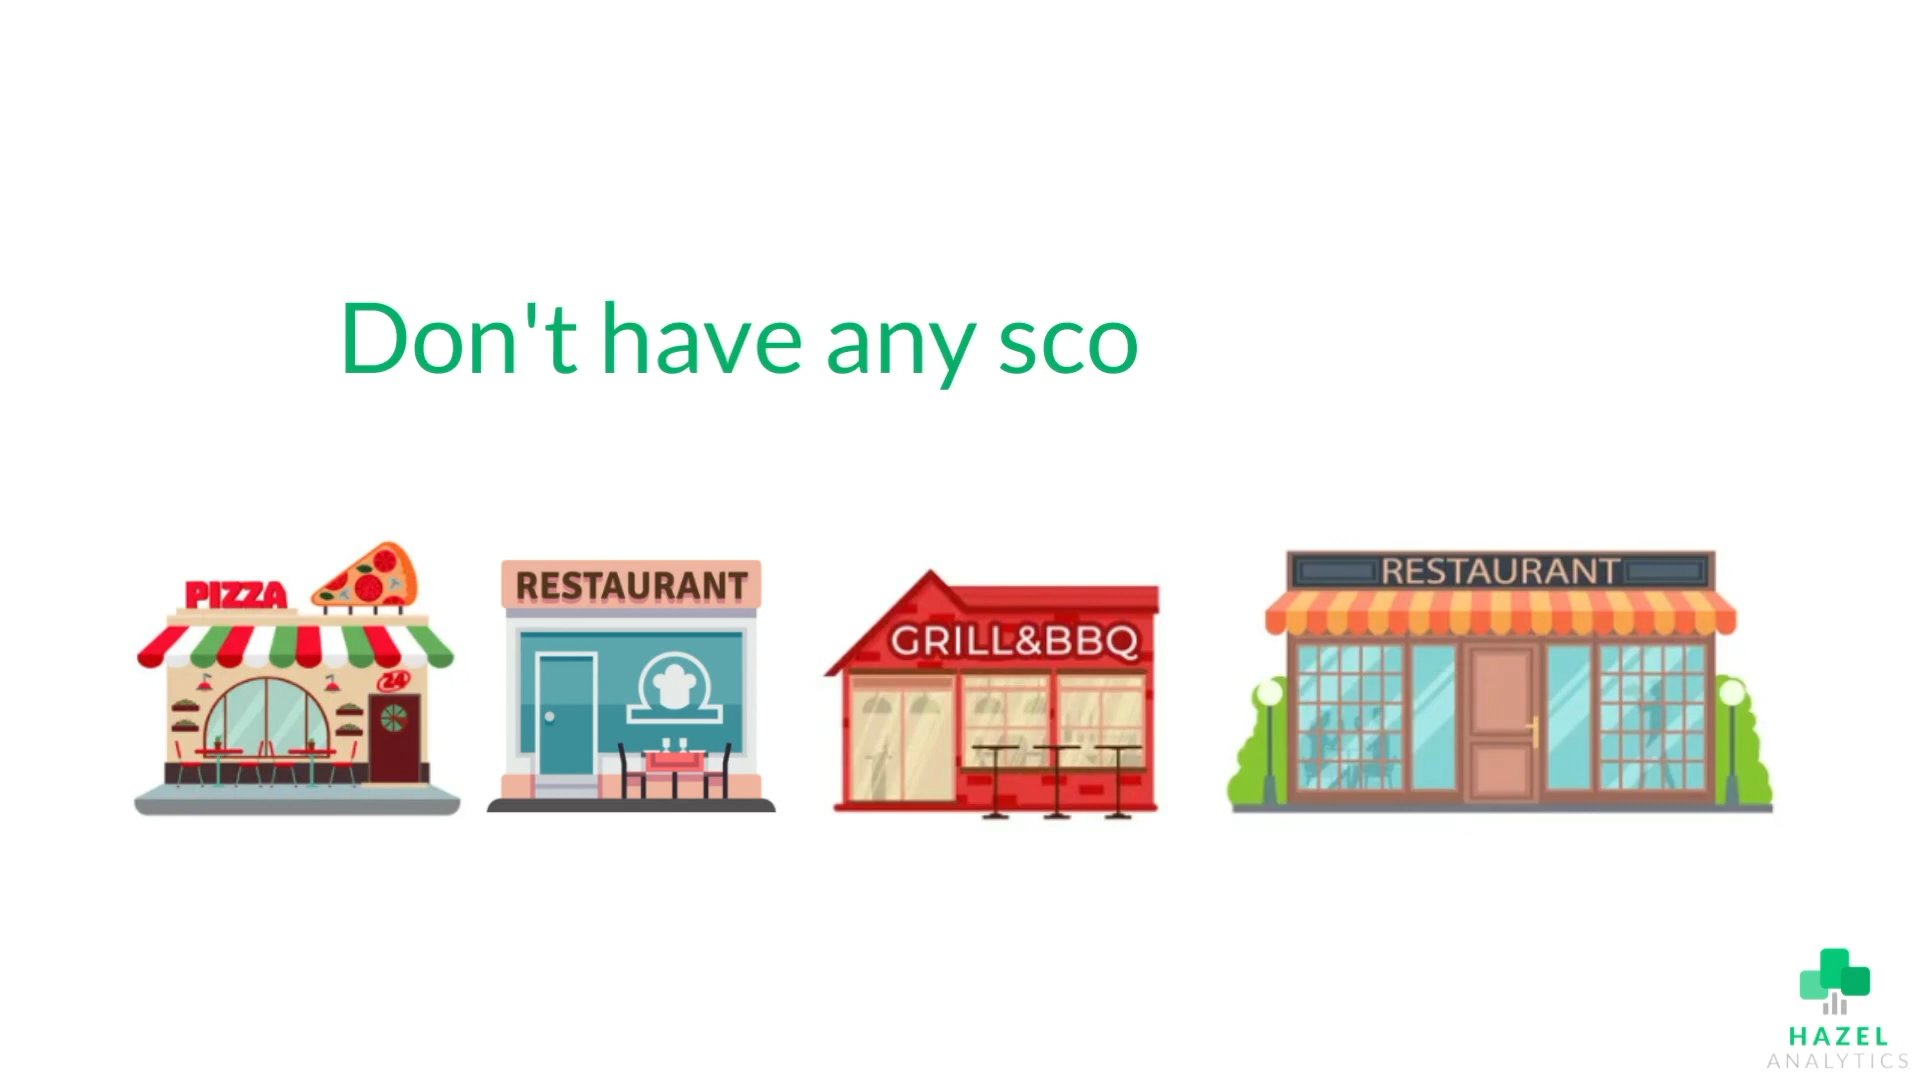 Don't have any sco
PIZZA
24
RESTAURANT
GRILL&BBQ
RESTAURANT
HAZEL
ANALYTICS